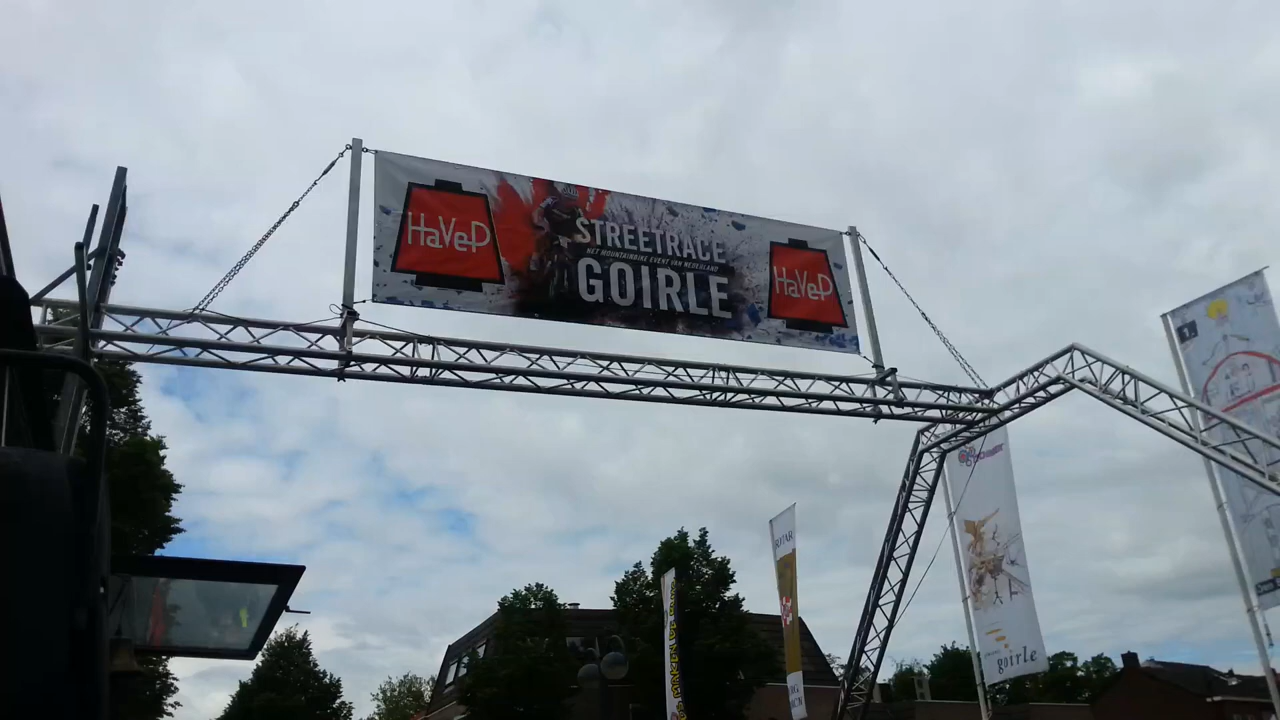 HaVeP
STREETRACE
HET MOUNTAINBIKE EVENT VAN NEDERLAND
GOIRLE
HaVeP
goirle